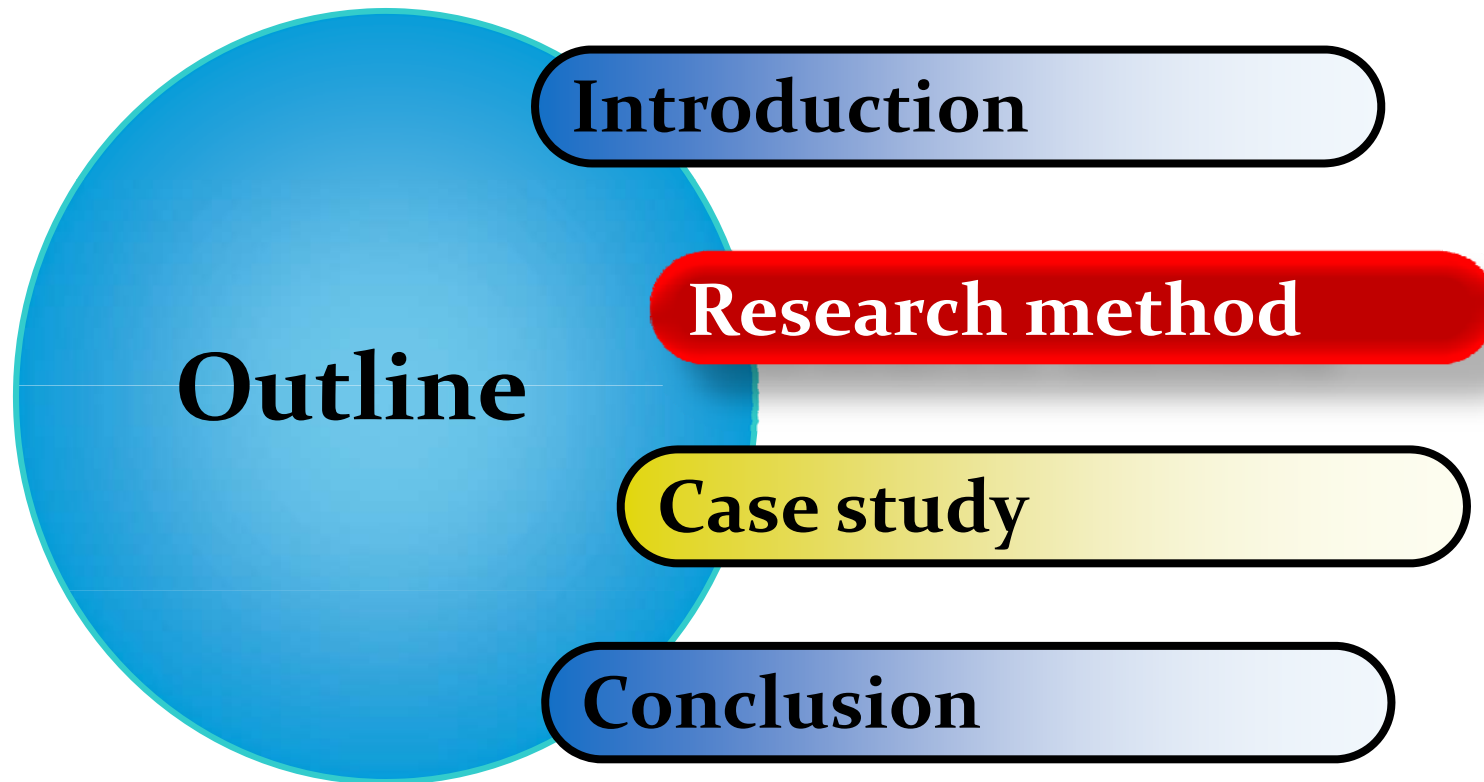 Outline
Introduction
Research method
Case study
Conclusion